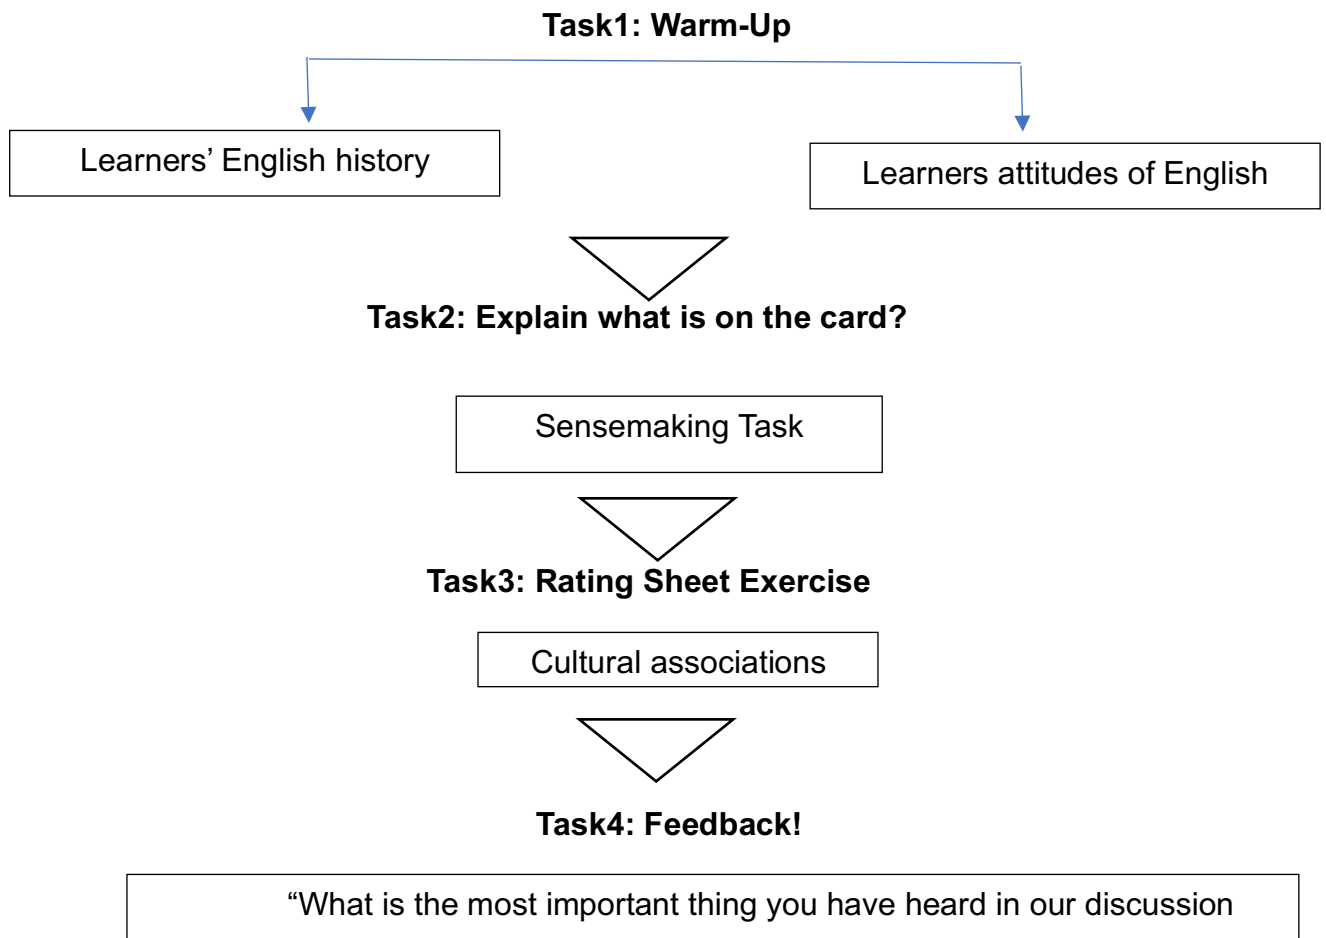 Task1: Warm-Up
Learners’ English history
Learners attitudes of English
Task2: Explain what is on the card?
Sensemaking Task
Task3: Rating Sheet Exercise
Cultural associations
Task4: Feedback!
“What is the most important thing you have heard in our discussion